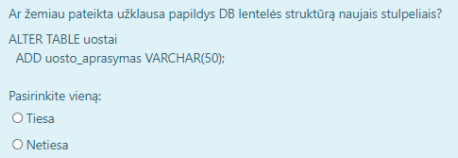 Ar žemiau pateikta užklausa papildys DB lentelės struktūrą naujais stulpeliais?
ALTER TABLE uostai
ADD uosto_aprasymas VARCHAR(50);
Pasirinkite vieną:
Tiesa
Netiesa